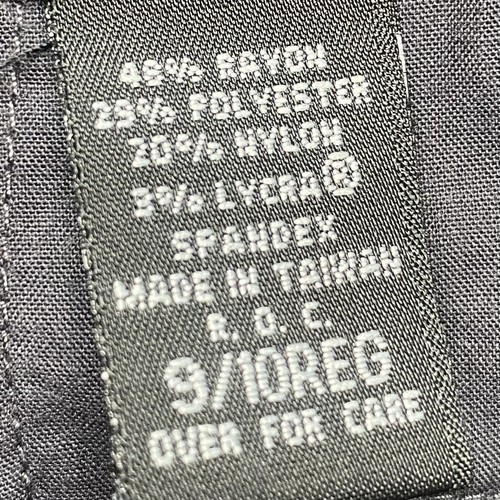 48% RAYON
29% POLYESTER
20% NYLON
3% LYCRA®
SPANDEX
MADE IN TAIWAN
R. O. C.
9/10REG
OVER FOR CARE